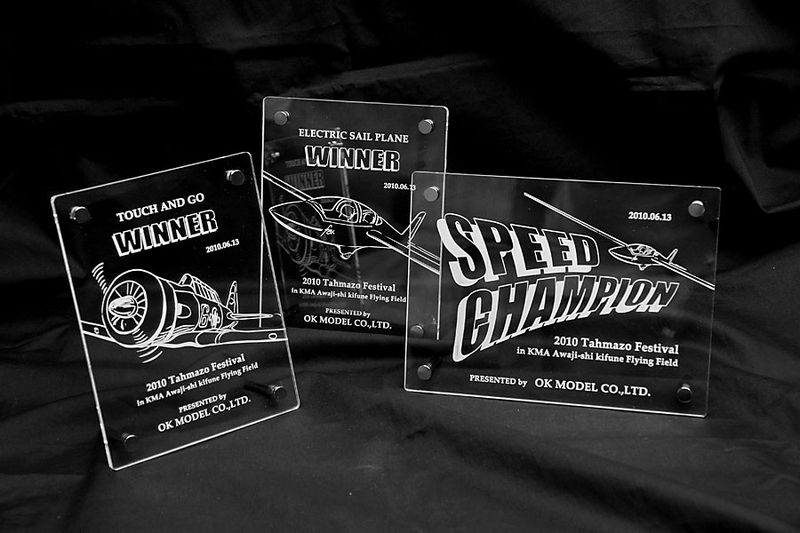 TOUCH AND GO
WINNER
2010.06.13
2010 Tahmazo Festival
in KMA Awaji-shi kifune Flying Field
PRESENTED by
OK MODEL CO.,LTD.
ELECTRIC SAIL PLANE
WINNER
2010.06.13
2010 Tahmazo Festival
in KMA Awaji-shi kifune Flying Field
PRESENTED by
OK MODEL CO.,LTD.
2010.06.13
SPEED
CHAMPION
2010 Tahmazo Festival
in KMA Awaji-shi kifune Flying Field
PRESENTED by OK MODEL CO.,LTD.